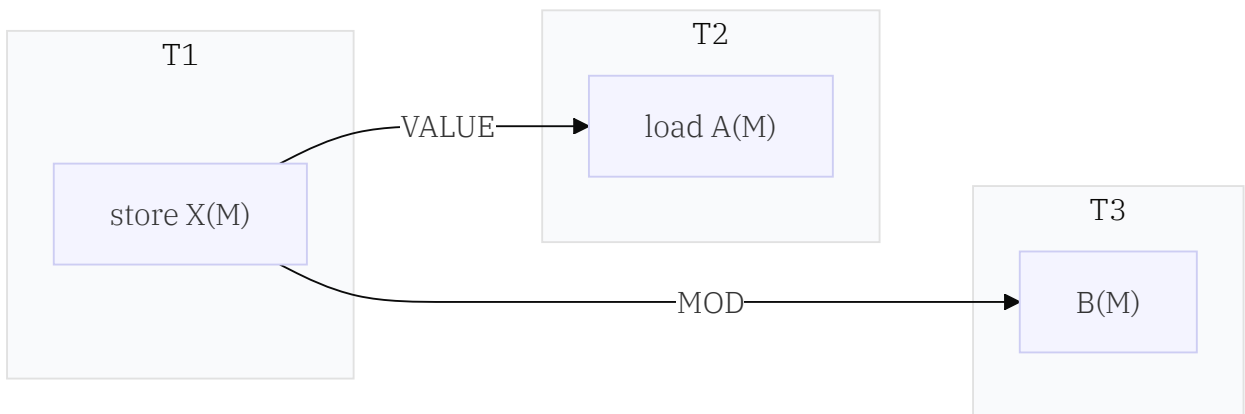 T1
store X(M)
VALUE
T2
load A(M)
MOD
T3
B(M)